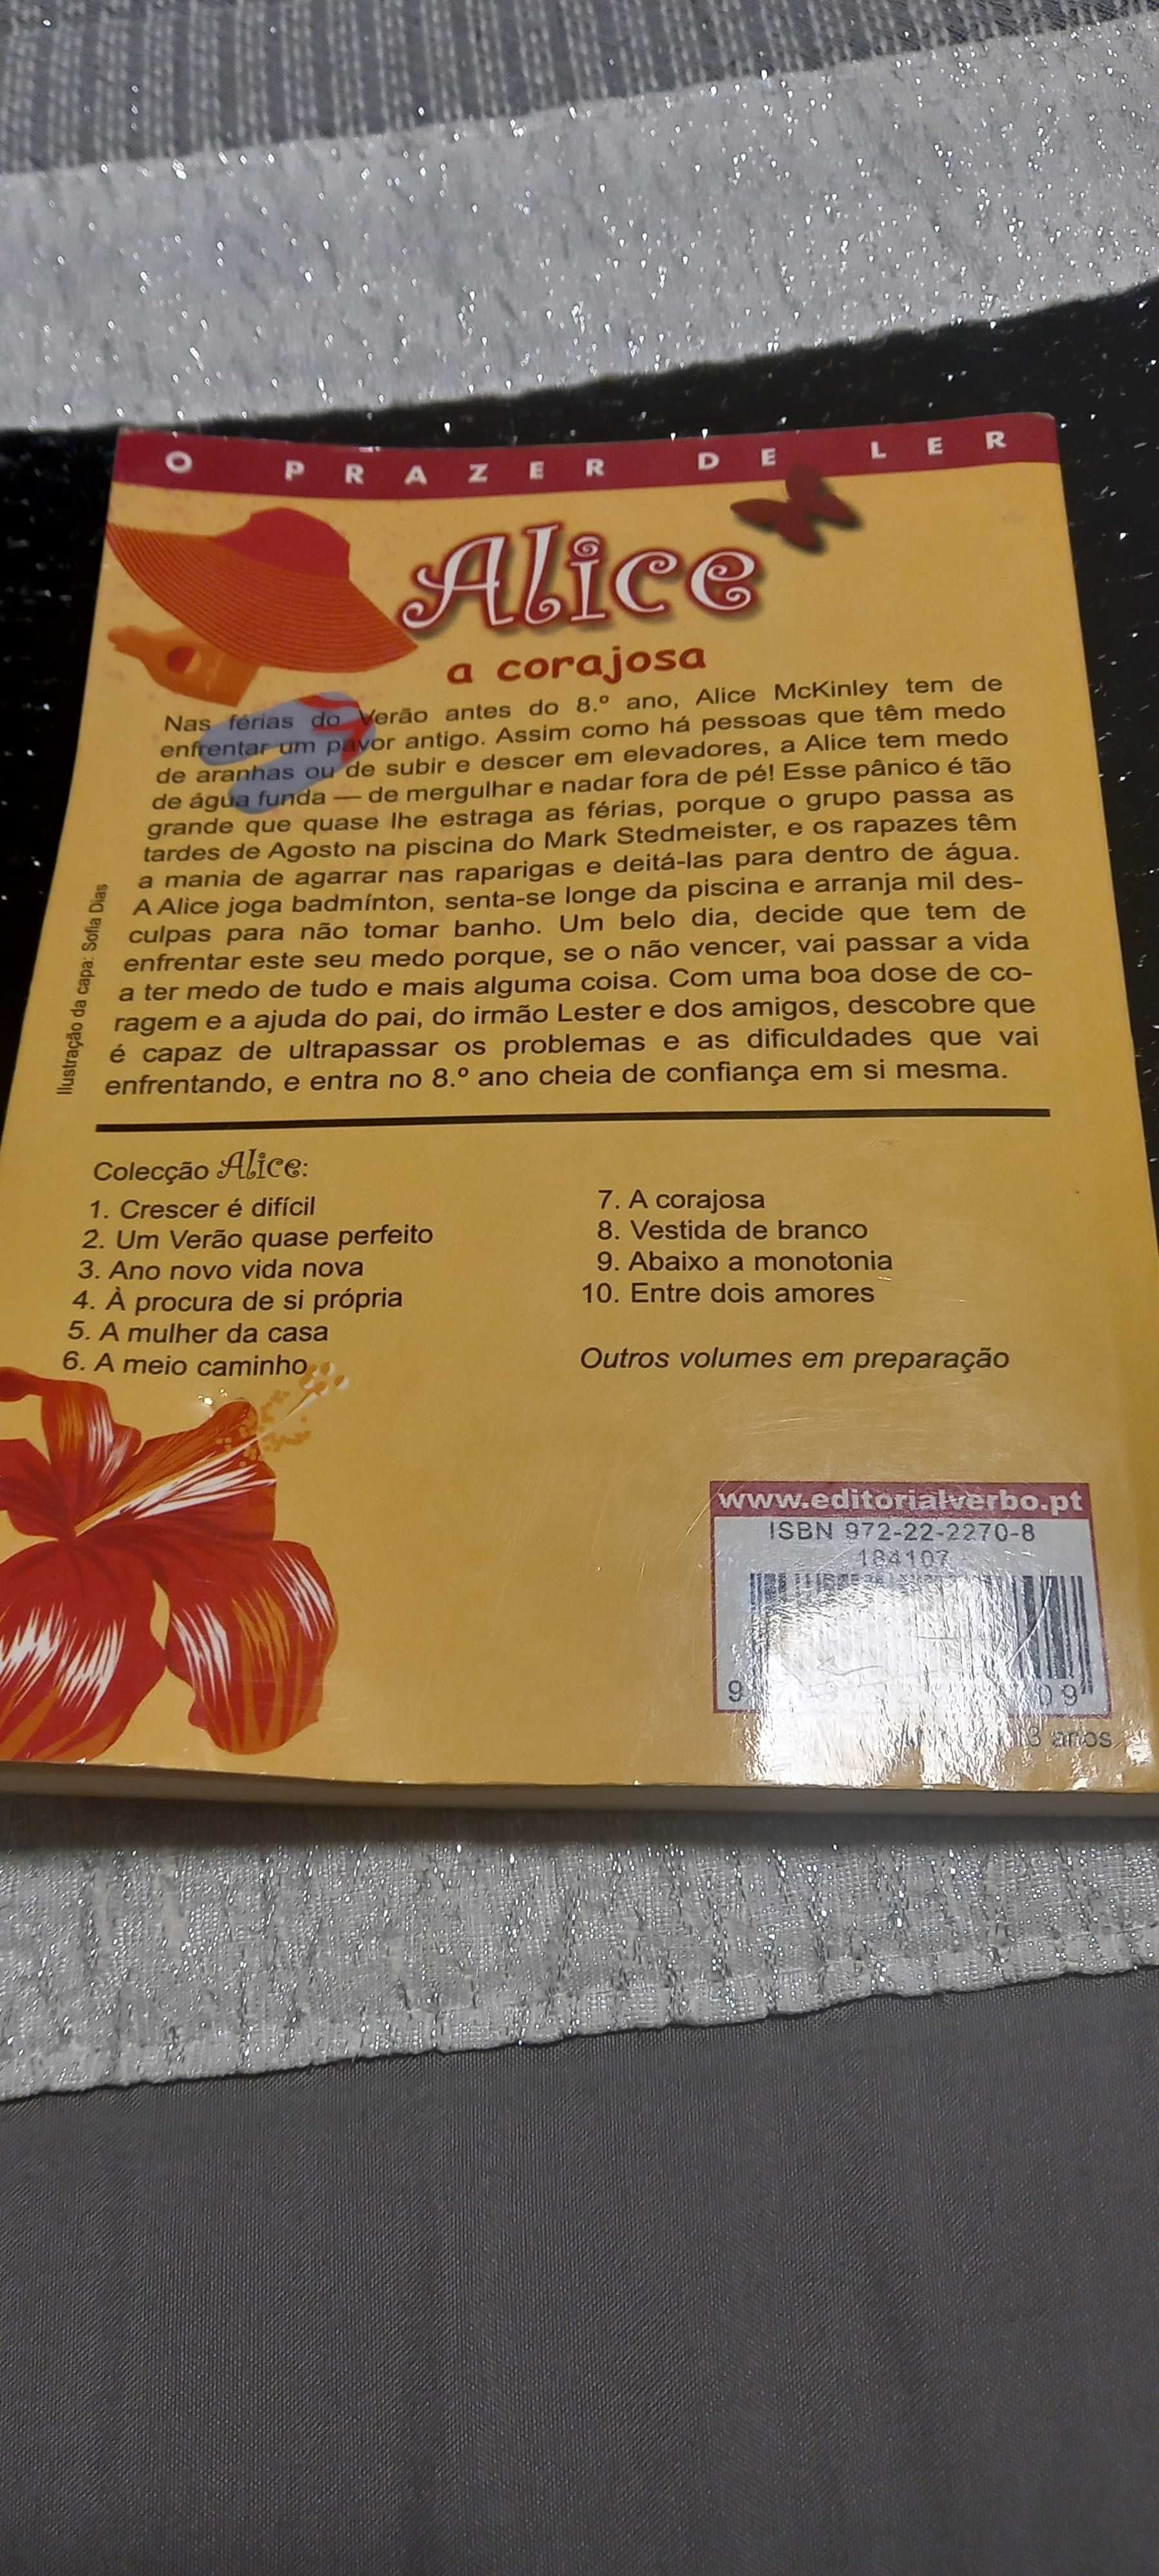 O PRAZER DE LER
Alice
a corajosa
Nas férias do Verão antes do 8.º ano, Alice McKinley tem de
enfrentar um pavor antigo. Assim como há pessoas que têm medo
de aranhas ou de subir e descer em elevadores, a Alice tem medo
de água funda — de mergulhar e nadar fora de pé! Esse pânico é tão
grande que quase lhe estraga as férias, porque o grupo passa as
tardes de Agosto na piscina do Mark Stedmeister, e os rapazes têm
a mania de agarrar nas raparigas e deitá-las para dentro de água.
A Alice joga badmínton, senta-se longe da piscina e arranja mil des-
culpas para não tomar banho. Um belo dia, decide que tem de
enfrentar este seu medo porque, se o não vencer, vai passar a vida
a ter medo de tudo e mais alguma coisa. Com uma boa dose de co-
ragem e a ajuda do pai, do irmão Lester e dos amigos, descobre que
é capaz de ultrapassar os problemas e as dificuldades que vai
enfrentando, e entra no 8.º ano cheia de confiança em si mesma.
Ilustração da capa: Sofia Dias
Colecção Alice:
1. Crescer é difícil
2. Um Verão quase perfeito
3. Ano novo vida nova
4. À procura de si própria
5. A mulher da casa
6. A meio caminho
7. A corajosa
8. Vestida de branco
9. Abaixo a monotonia
10. Entre dois amores
Outros volumes em preparação
www.editorialverbo.pt
ISBN 972-22-2270-8
184107
9 09
13 anos